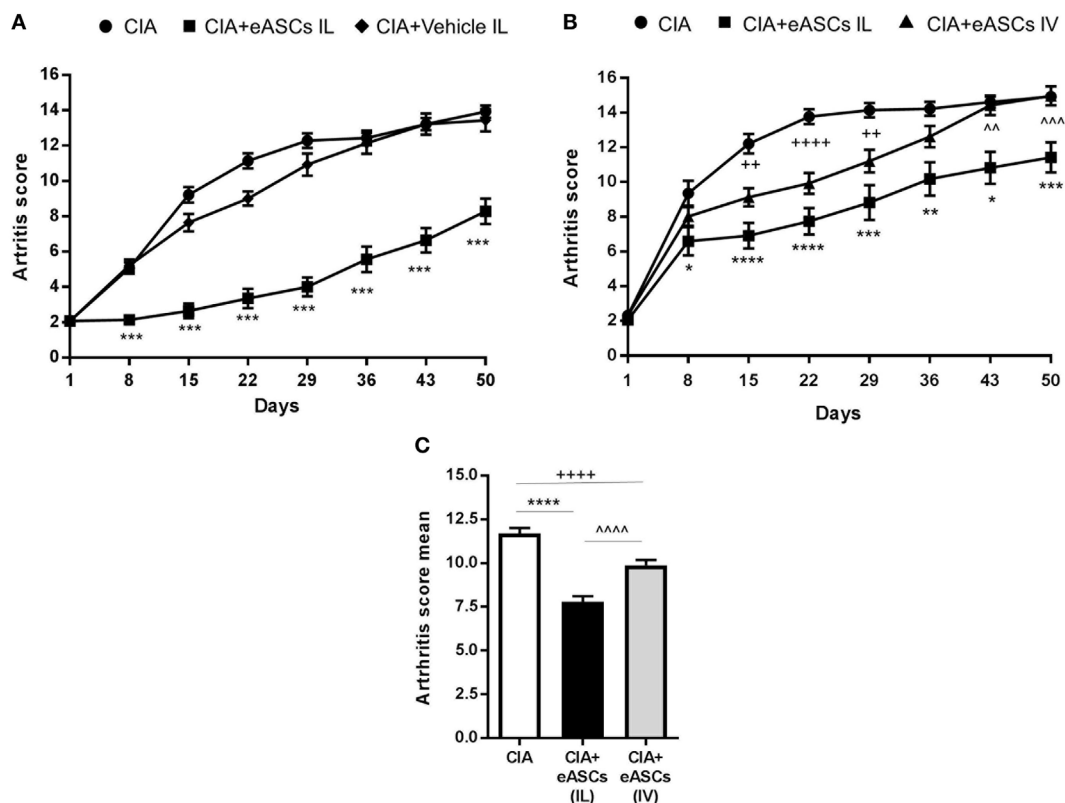 A
CIA CIA+eASCs IL CIA+Vehicle IL
Artritis score
16
14
12
10
8
6
4
2
0
*** *** *** *** *** *** ***
1 8 15 22 29 36 43 50
Days
B
CIA CIA+eASCs IL CIA+eASCs IV
Arthritis score
16
14
12
10
8
6
4
2
0
++ ++++ ++ ^^ ^^^
* **** **** *** ** * ***
1 8 15 22 29 36 43 50
Days
C
Artrhritis score mean
15.0
12.5
10.0
7.5
5.0
2.5
0.0
++++
****
^^^^
CIA CIA+ CIA+
eASCs eASCs
(IL) (IV)